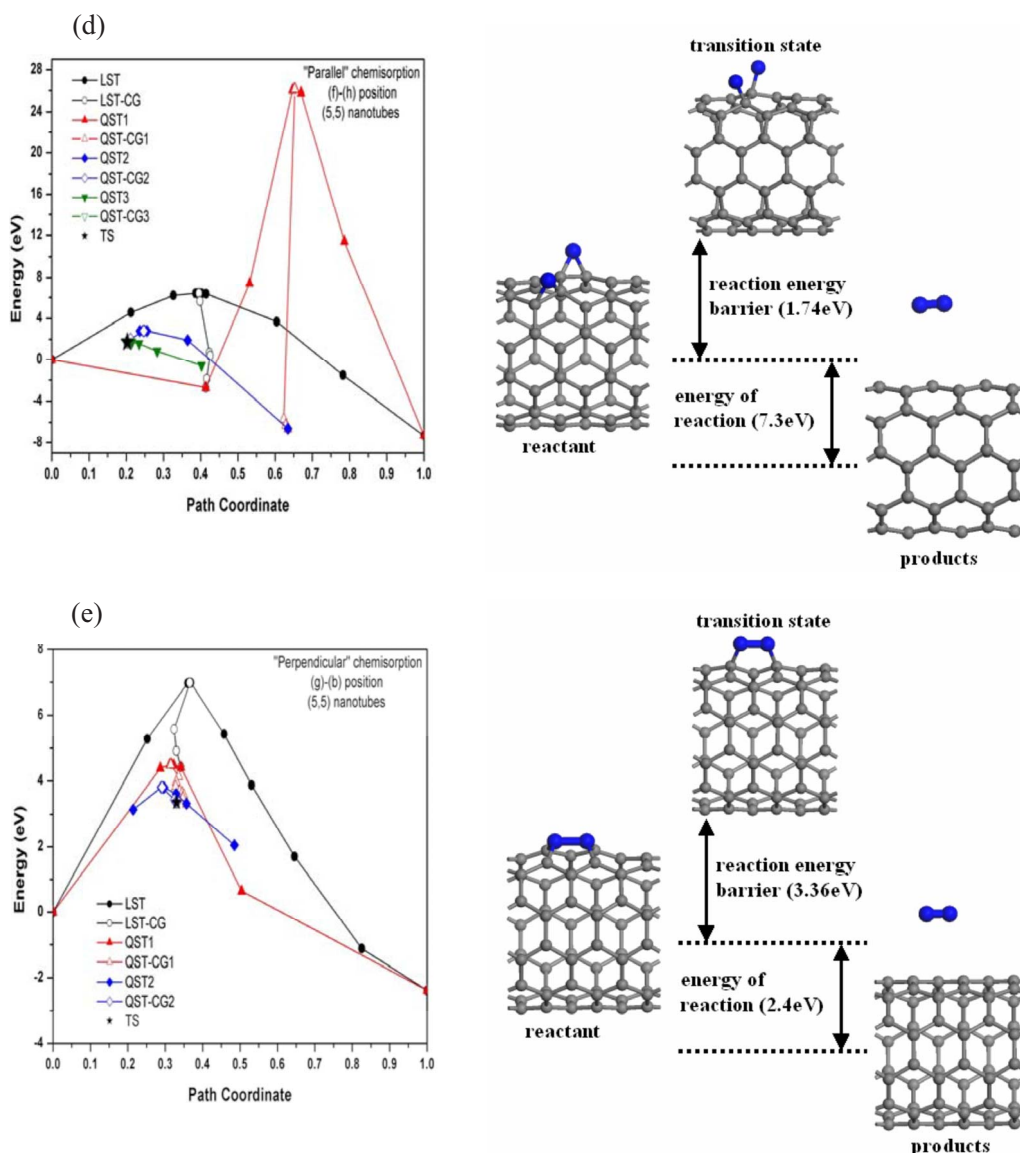 (d)
Energy (eV)
28
24
20
16
12
8
4
0
-4
-8
LST
LST-CG
QST1
QST-CG1
QST2
QST-CG2
QST3
QST-CG3
TS
"Parallel" chemisorption
(f)-(h) position
(5,5) nanotubes
0.0 0.1 0.2 0.3 0.4 0.5 0.6 0.7 0.8 0.9 1.0
Path Coordinate
transition state
reaction energy
barrier (1.74eV)
energy of
reaction (7.3eV)
reactant
products
(e)
Energy (eV)
8
6
4
2
0
-2
-4
"Perpendicular" chemisorption
(g)-(b) position
(5,5) nanotubes
LST
LST-CG
QST1
QST-CG1
QST2
QST-CG2
TS
0.0 0.1 0.2 0.3 0.4 0.5 0.6 0.7 0.8 0.9 1.0
Path Coordinate
transition state
reaction energy
barrier (3.36eV)
energy of
reaction (2.4eV)
reactant
products